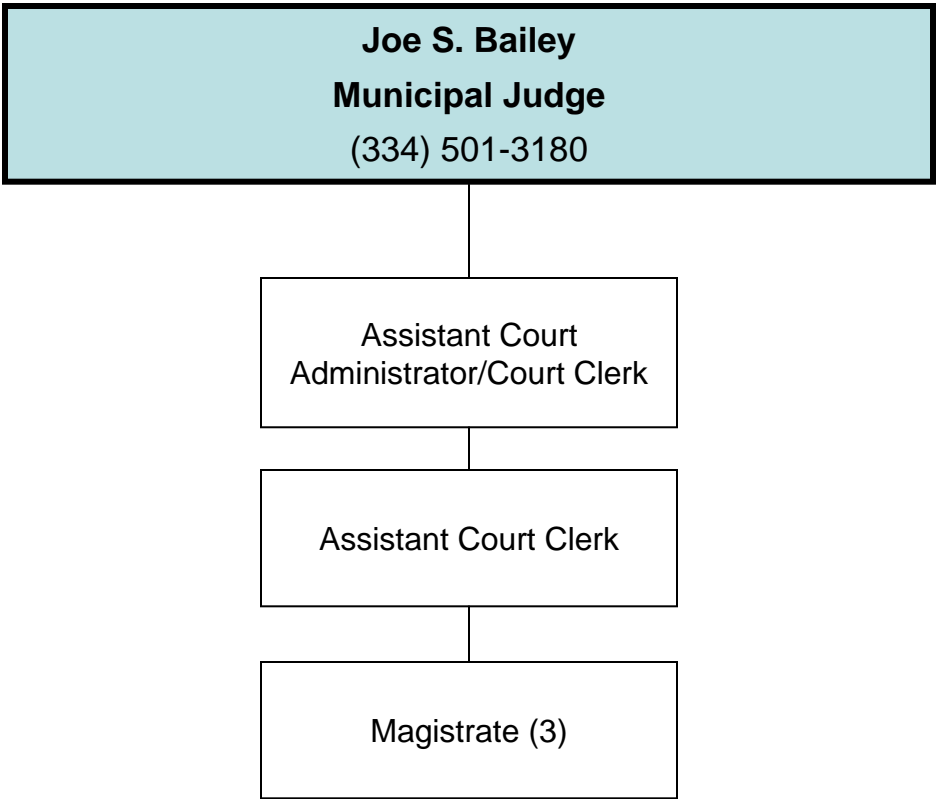 Joe S. Bailey
Municipal Judge
(334) 501-3180
Assistant Court
Administrator/Court Clerk
Assistant Court Clerk
Magistrate (3)